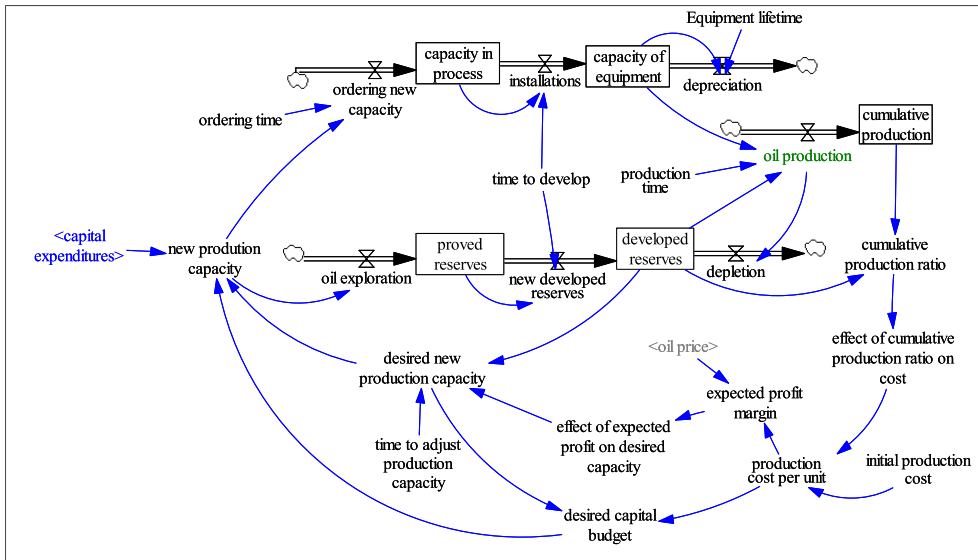 Equipment lifetime
capacity in
process
installations
capacity of
equipment
depreciation
ordering new
capacity
ordering time
cumulative
production
oil production
time to develop
production
time
<capital
expenditures>
new prodution
capacity
oil exploration
proved
reserves
new developed
reserves
developed
reserves
depletion
cumulative
production ratio
<oil price>
effect of cumulative
production ratio on
cost
desired new
production capacity
expected profit
margin
time to adjust
production
capacity
effect of expected
profit on desired
capacity
production
cost per unit
initial production
cost
desired capital
budget